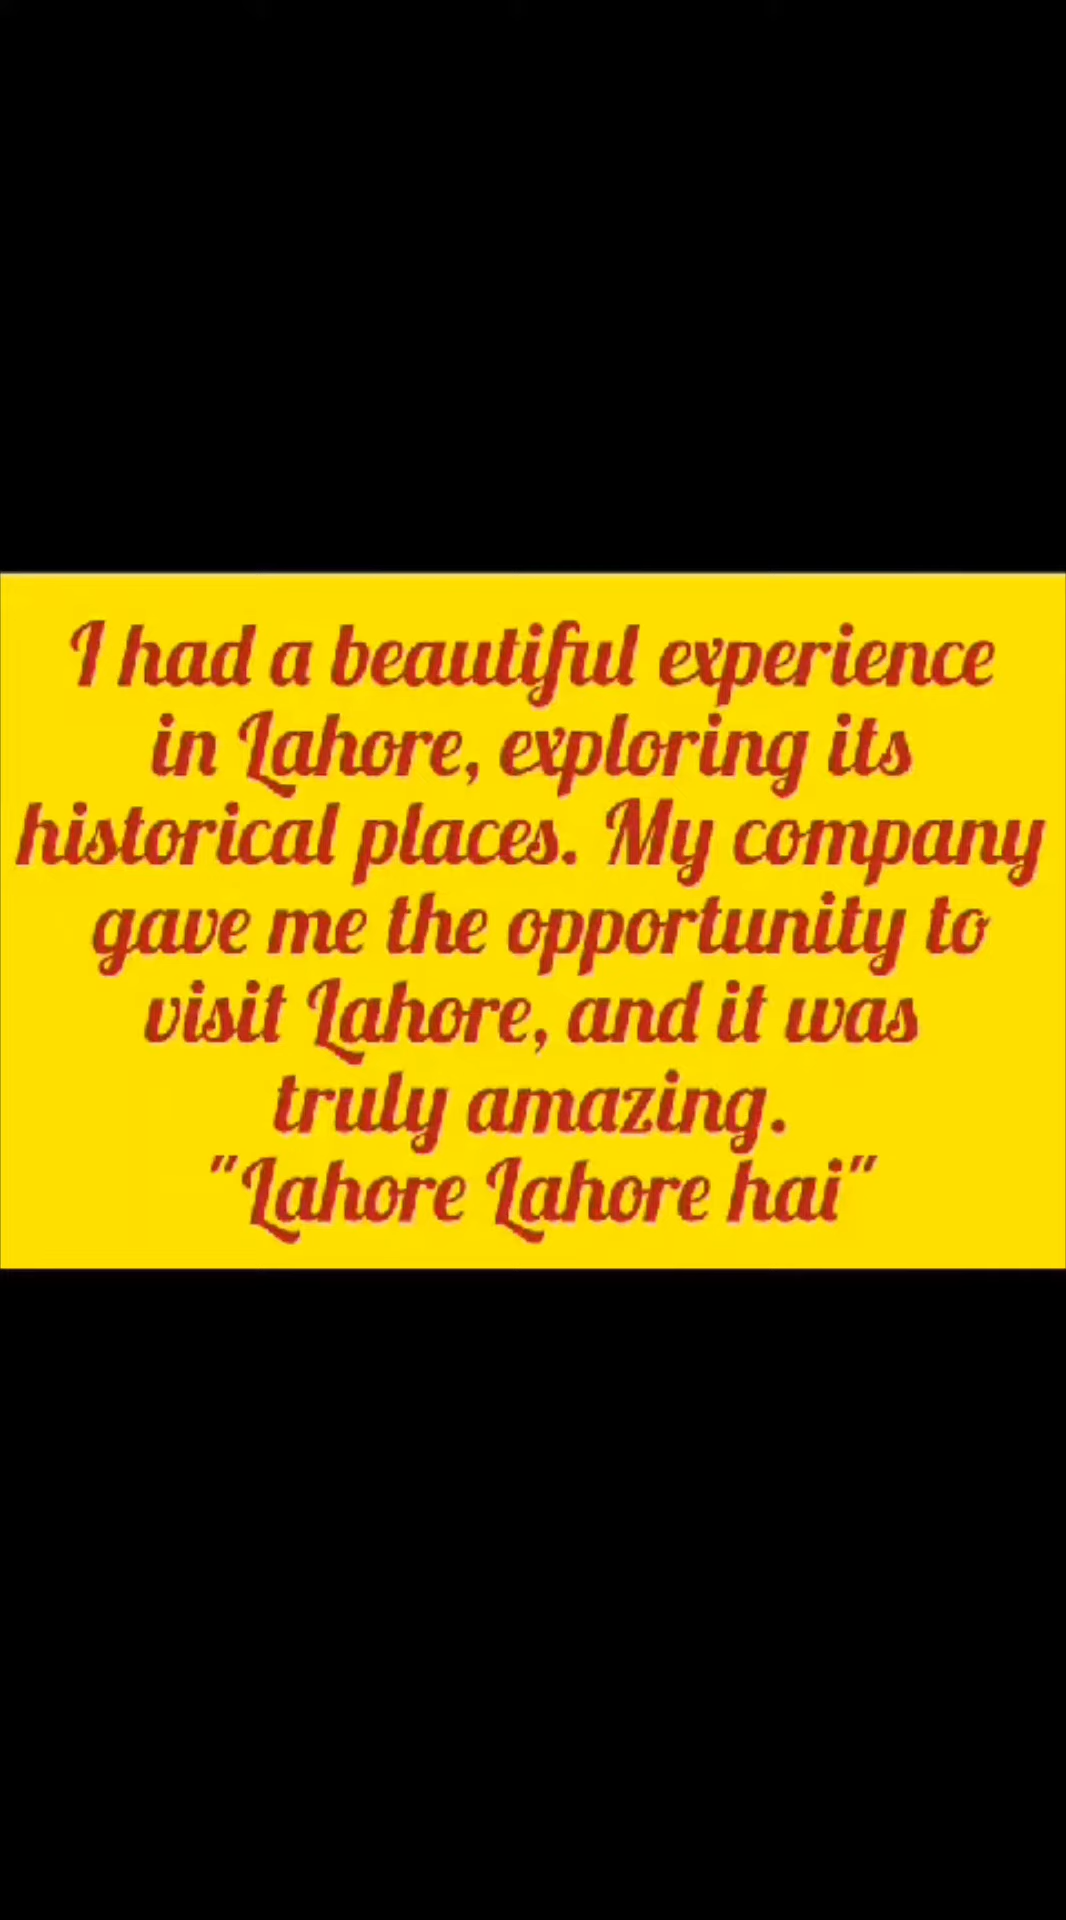 I had a beautiful experience
in Lahore, exploring its
historical places. My company
gave me the opportunity to
visit Lahore, and it was
truly amazing.
"Lahore Lahore hai"